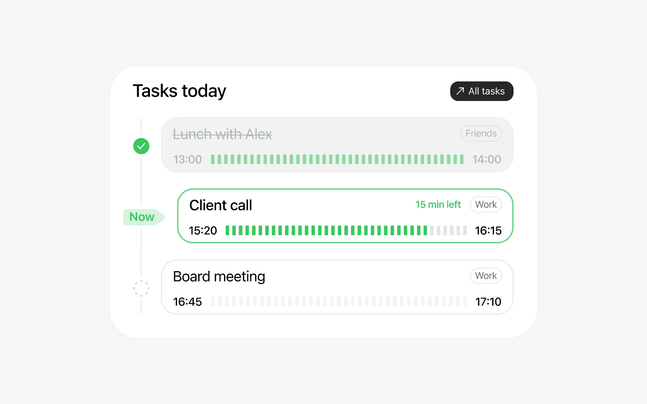 Tasks today
All tasks
Lunch with Alex
Friends
13:00
14:00
Now
Client call
15 min left
Work
15:20
16:15
Board meeting
Work
16:45
17:10